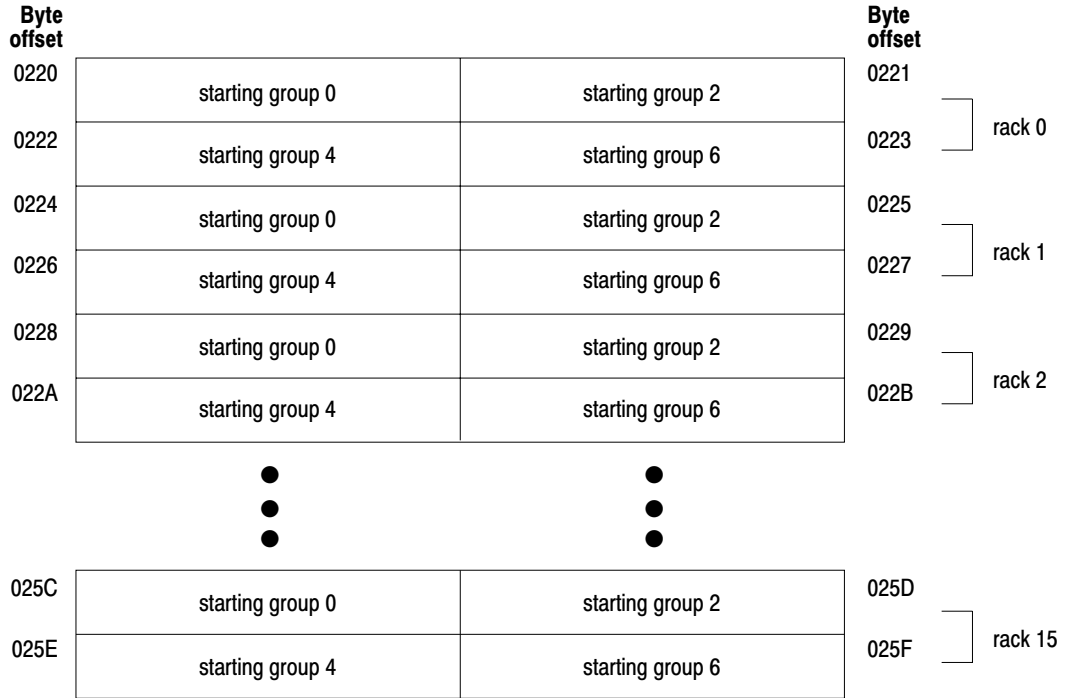 Byte offset Byte offset
0220 starting group 0 starting group 2 0221
rack 0
0222 starting group 4 starting group 6 0223
0224 starting group 0 starting group 2 0225
rack 1
0226 starting group 4 starting group 6 0227
0228 starting group 0 starting group 2 0229
rack 2
022A starting group 4 starting group 6 022B
025C starting group 0 starting group 2 025D
rack 15
025E starting group 4 starting group 6 025F